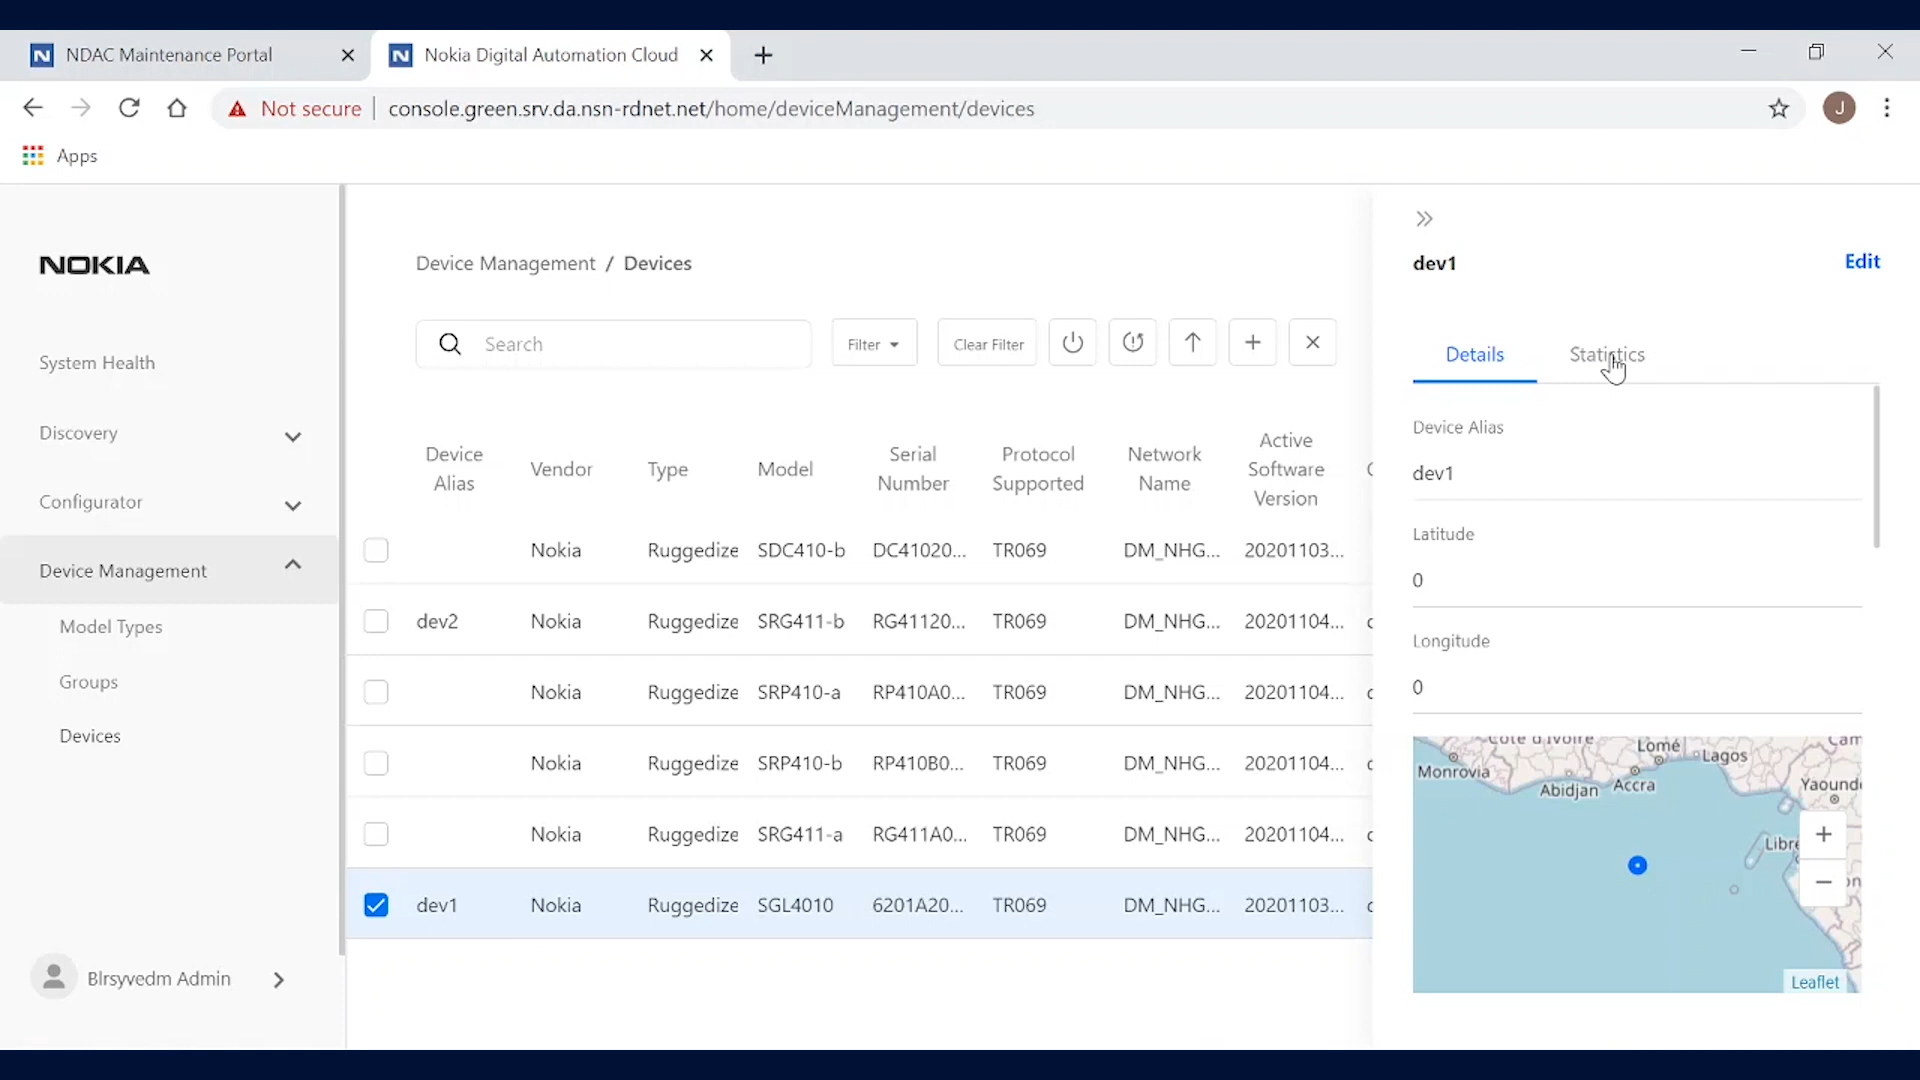 NDAC Maintenance Portal
Nokia Digital Automation Cloud
Not secure
console.green.srv.da.nsn-rdnet.net/home/deviceManagement/devices
J
Apps
NOKIA
System Health
Discovery
Configurator
Device Management
Model Types
Groups
Devices
Blrsyvedm Admin
Device Management / Devices
Search
Filter
Clear Filter
Device Alias Vendor Type Model Serial Number Protocol Supported Network Name Active Software Version
Nokia Ruggedize SDC410-b DC41020... TR069 DM_NHG... 20201103...
dev2 Nokia Ruggedize SRG411-b RG41120... TR069 DM_NHG... 20201104...
Nokia Ruggedize SRP410-a RP410A0... TR069 DM_NHG... 20201104...
Nokia Ruggedize SRP410-b RP410B0... TR069 DM_NHG... 20201104...
Nokia Ruggedize SRG411-a RG411A0... TR069 DM_NHG... 20201104...
dev1 Nokia Ruggedize SGL4010 6201A20... TR069 DM_NHG... 20201103...
dev1
Edit
Details
Statistics
Device Alias
dev1
Latitude
0
Longitude
0
Côte d'Ivoire
Lomé
Lagos
Cam
Monrovia
Abidjan
Accra
Yaound
Libre
+
−
Leaflet